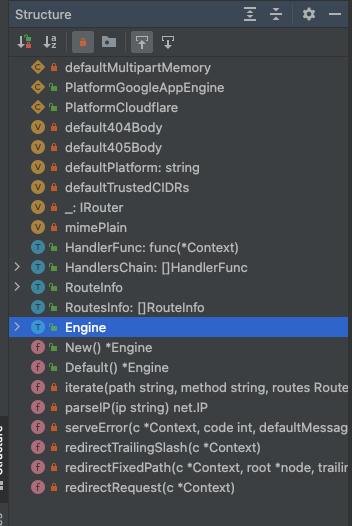 Structure
defaultMultipartMemory
PlatformGoogleAppEngine
PlatformCloudflare
default404Body
default405Body
defaultPlatform: string
defaultTrustedCIDRs
_: IRouter
mimePlain
HandlerFunc: func(*Context)
HandlersChain: []HandlerFunc
RouteInfo
RoutesInfo: []RouteInfo
Engine
New() *Engine
Default() *Engine
iterate(path string, method string, routes Route
parseIP(ip string) net.IP
serveError(c *Context, code int, defaultMessag
redirectTrailingSlash(c *Context)
redirectFixedPath(c *Context, root *node, trailin
redirectRequest(c *Context)
Structure